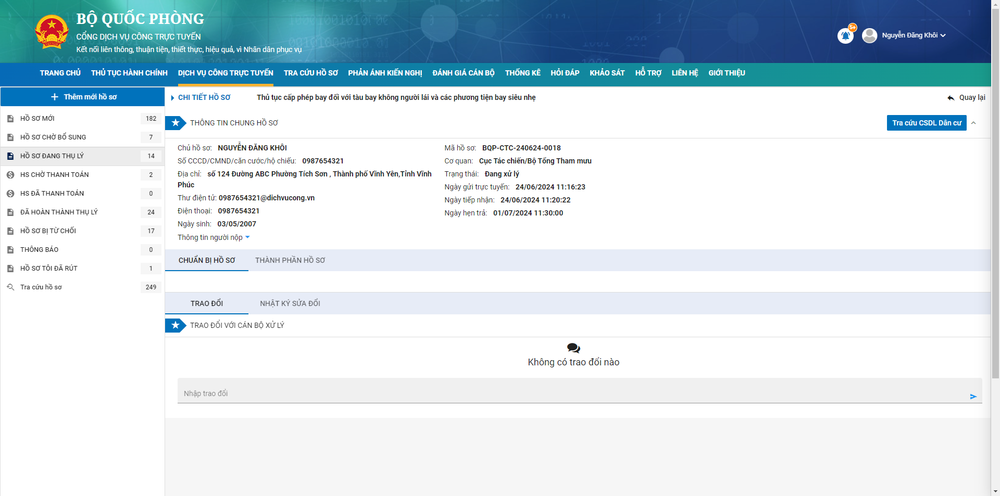 BỘ QUỐC PHÒNG
CỔNG DỊCH VỤ CÔNG TRỰC TUYẾN
Kết nối liên thông, thuận tiện, thiết thực, hiệu quả, vì Nhân dân phục vụ
5+
Nguyễn Đăng Khôi
TRANG CHỦ THỦ TỤC HÀNH CHÍNH DỊCH VỤ CÔNG TRỰC TUYẾN TRA CỨU HỒ SƠ PHẢN ÁNH KIẾN NGHỊ ĐÁNH GIÁ CÁN BỘ THỐNG KÊ HỎI ĐÁP KHẢO SÁT HỖ TRỢ LIÊN HỆ GIỚI THIỆU
Thêm mới hồ sơ
HỒ SƠ MỚI 182
HỒ SƠ CHỜ BỔ SUNG 7
HỒ SƠ ĐANG THỤ LÝ 14
HS CHỜ THANH TOÁN 2
HS ĐÃ THANH TOÁN 0
ĐÃ HOÀN THÀNH THỤ LÝ 24
HỒ SƠ BỊ TỪ CHỐI 17
THÔNG BÁO 0
HỒ SƠ TÔI ĐÃ RÚT 1
Tra cứu hồ sơ 249
CHI TIẾT HỒ SƠ Thủ tục cấp phép bay đối với tàu bay không người lái và các phương tiện bay siêu nhẹ Quay lại
THÔNG TIN CHUNG HỒ SƠ Tra cứu CSDL Dân cư
Chủ hồ sơ: NGUYỄN ĐĂNG KHÔI
Số CCCD/CMND/căn cước/hộ chiếu: 0987654321
Địa chỉ: số 124 Đường ABC Phường Tích Sơn , Thành phố Vĩnh Yên,Tỉnh Vĩnh
Phúc
Thư điện tử: 0987654321@dichvucong.vn
Điện thoại: 0987654321
Ngày sinh: 03/05/2007
Thông tin người nộp
Mã hồ sơ: BQP-CTC-240624-0018
Cơ quan: Cục Tác chiến/Bộ Tổng Tham mưu
Trạng thái: Đang xử lý
Ngày gửi trực tuyến: 24/06/2024 11:16:23
Ngày tiếp nhận: 24/06/2024 11:20:22
Ngày hẹn trả: 01/07/2024 11:30:00
CHUẨN BỊ HỒ SƠ THÀNH PHẦN HỒ SƠ
TRAO ĐỔI NHẬT KÝ SỬA ĐỔI
TRAO ĐỔI VỚI CÁN BỘ XỬ LÝ
Không có trao đổi nào
Nhập trao đổi